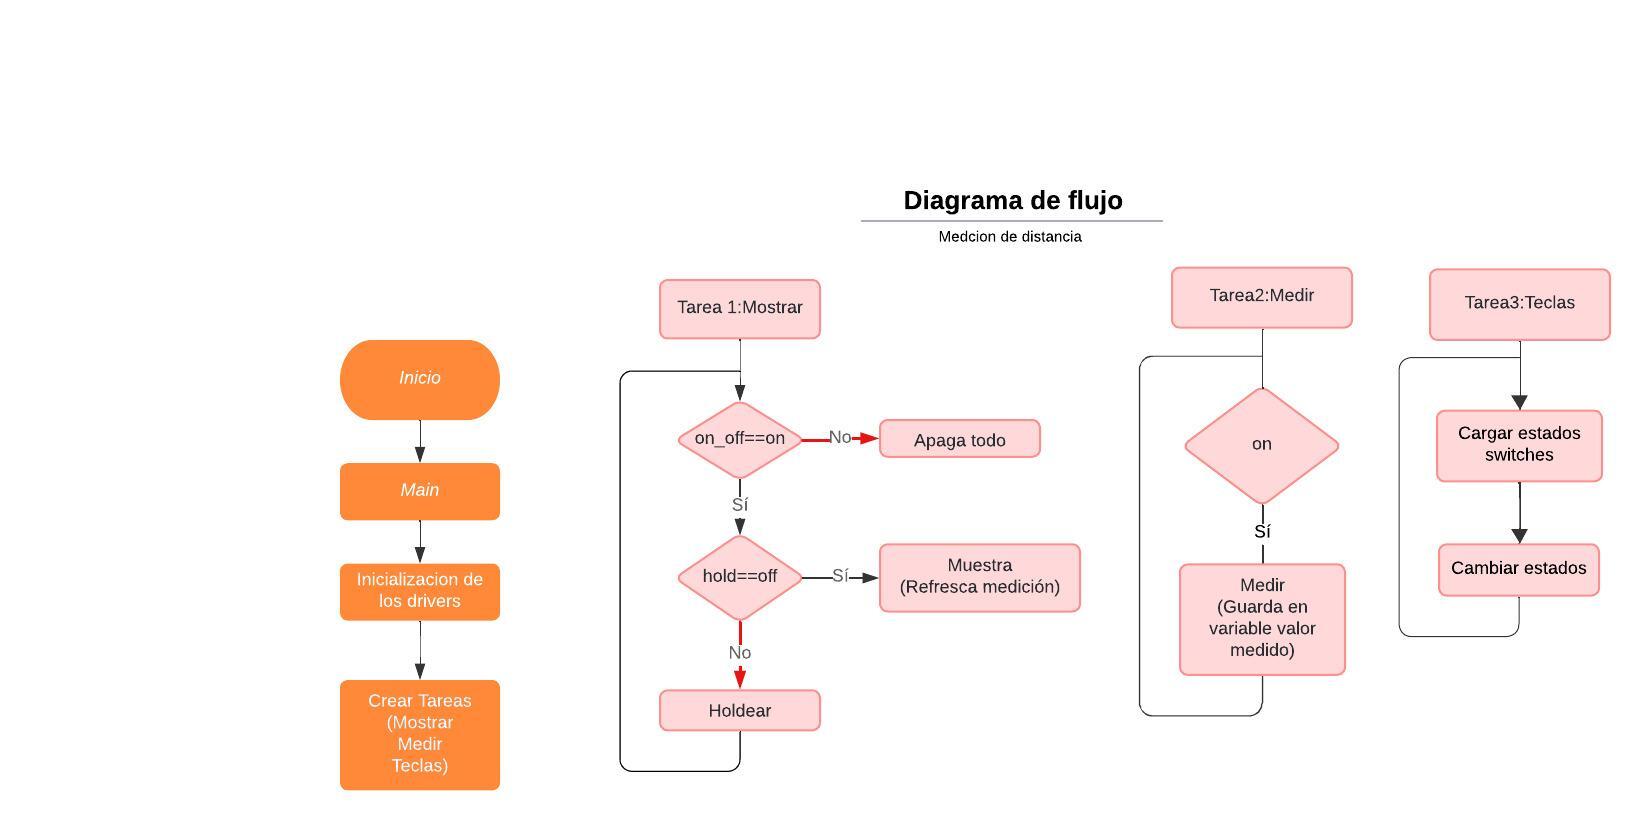 Diagrama de flujo
Medcion de distancia
Inicio
Main
Inicializacion de
los drivers
Crear Tareas
(Mostrar
Medir
Teclas)
Tarea 1:Mostrar
on_off==on
No
Apaga todo
Sí
hold==off
Sí
Muestra
(Refresca medición)
No
Holdear
Tarea2:Medir
on
Sí
Medir
(Guarda en
variable valor
medido)
Tarea3:Teclas
Cargar estados
switches
Cambiar estados